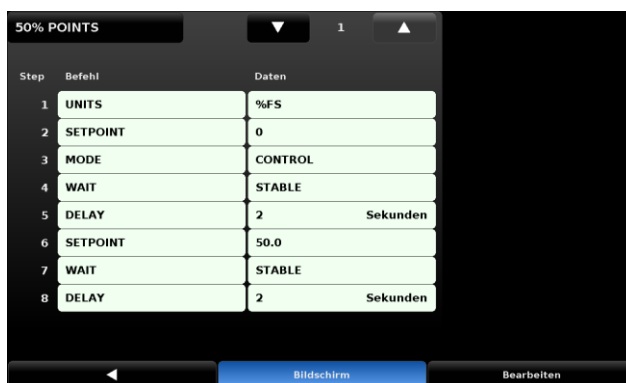 50% POINTS ▼ 1 ▲
Step Befehl Daten
1 UNITS %FS
2 SETPOINT 0
3 MODE CONTROL
4 WAIT STABLE
5 DELAY 2 Sekunden
6 SETPOINT 50.0
7 WAIT STABLE
8 DELAY 2 Sekunden
◀ Bildschirm Bearbeiten